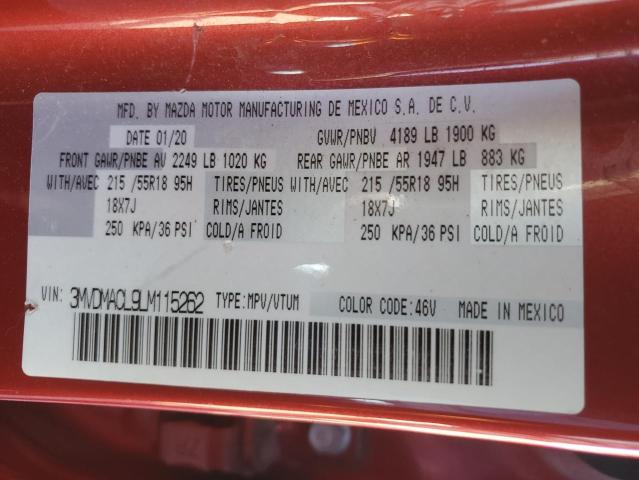 MFD. BY MAZDA MOTOR MANUFACTURING DE MEXICO S.A. DE C.V.
DATE 01/20 GVWR/PNBV 4189 LB 1900 KG
FRONT GAWR/PNBE AV 2249 LB 1020 KG REAR GAWR/PNBE AR 1947 LB 883 KG
WITH/AVEC 215 /55R18 95H TIRES/PNEUS WITH/AVEC 215 /55R18 95H TIRES/PNEUS
18X7J RIMS/JANTES 18X7J RIMS/JANTES
250 KPA/36 PSI COLD/A FROID 250 KPA/36 PSI COLD/A FROID
VIN: 3MVDMACL9LM115262 TYPE:MPV/VTUM COLOR CODE:46V MADE IN MEXICO